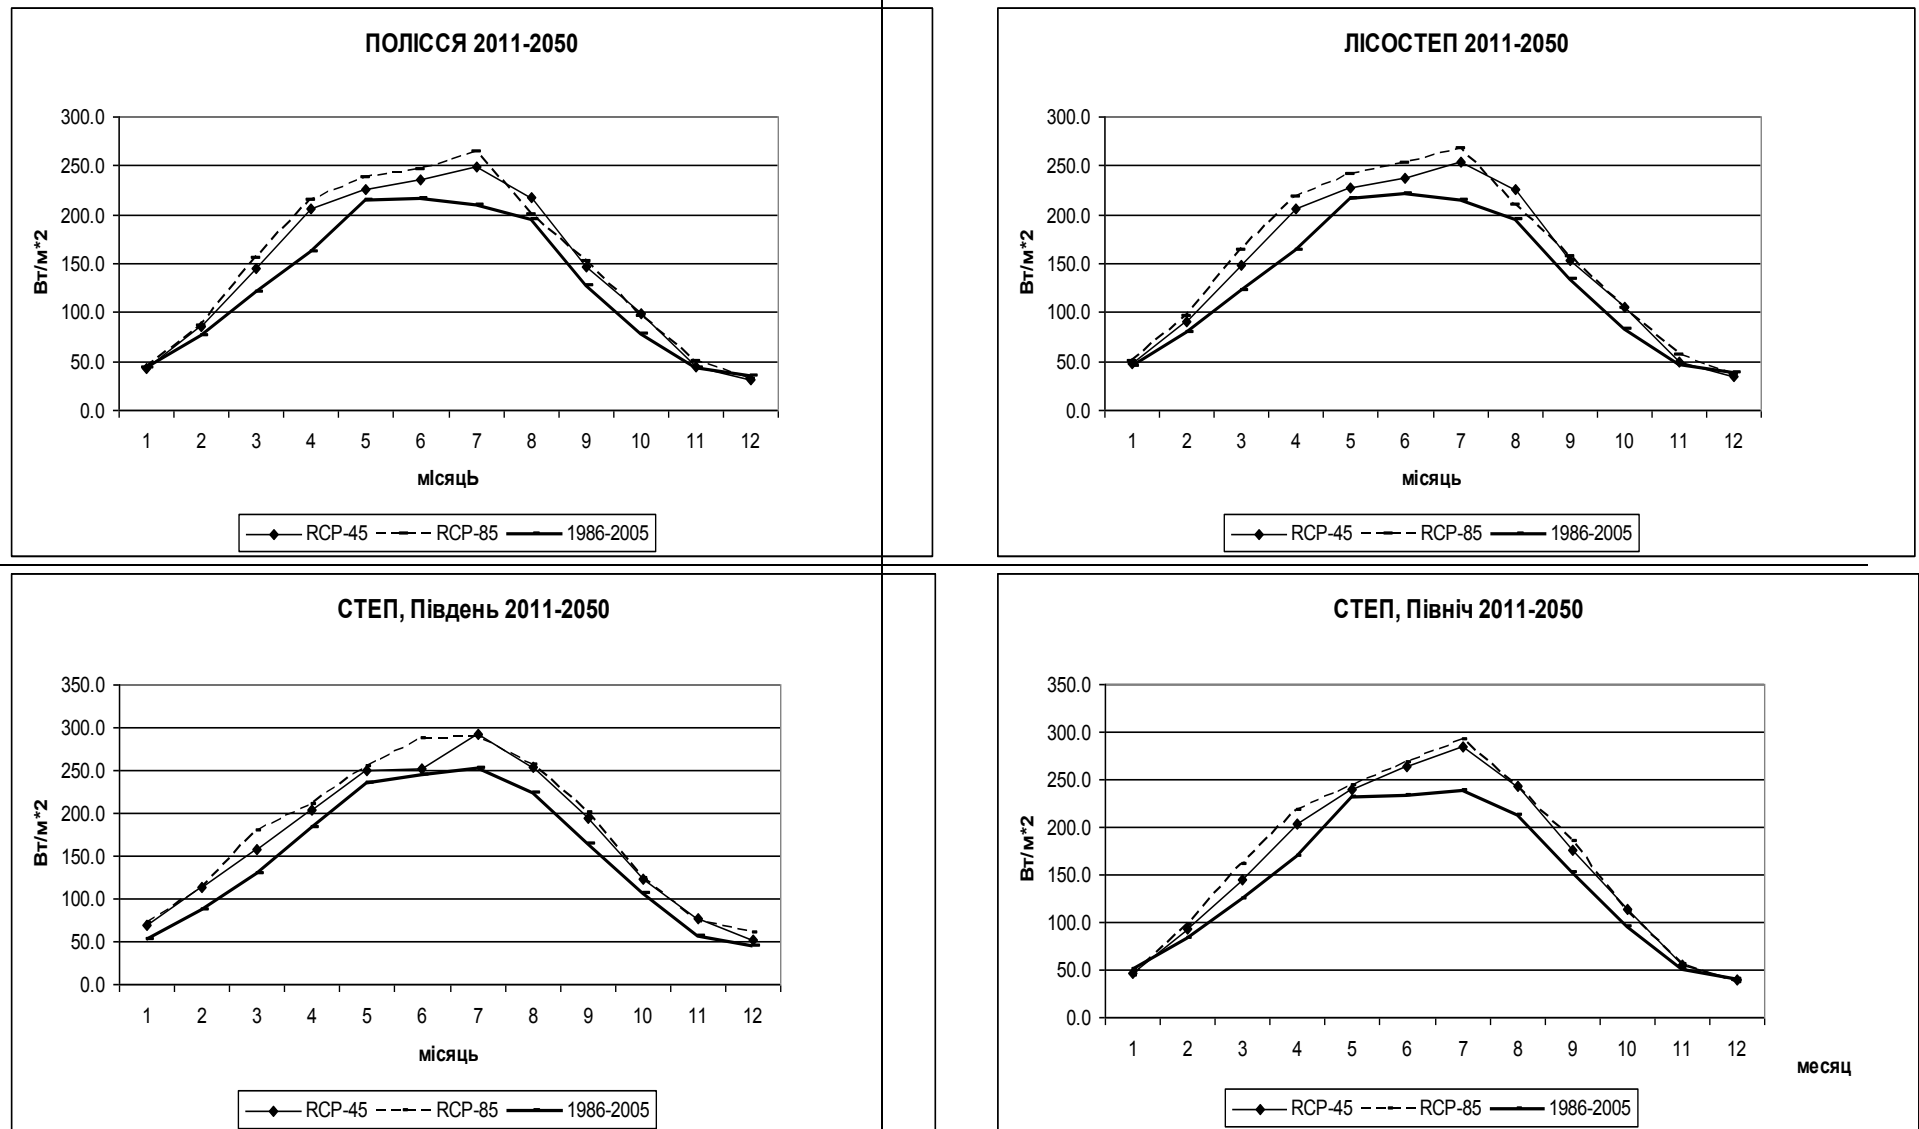 ПОЛІССЯ 2011-2050
300.0
250.0
200.0
150.0
100.0
50.0
0.0
Вт/м*2
1 2 3 4 5 6 7 8 9 10 11 12
місяцЬ
RCP-45 RCP-85 1986-2005
ЛІСОСТЕП 2011-2050
300.0
250.0
200.0
150.0
100.0
50.0
0.0
Вт/м*2
1 2 3 4 5 6 7 8 9 10 11 12
місяць
RCP-45 RCP-85 1986-2005
СТЕП, Південь 2011-2050
350.0
300.0
250.0
200.0
150.0
100.0
50.0
0.0
Вт/м*2
1 2 3 4 5 6 7 8 9 10 11 12
місяць
RCP-45 RCP-85 1986-2005
СТЕП, Північ 2011-2050
350.0
300.0
250.0
200.0
150.0
100.0
50.0
0.0
Вт/м*2
1 2 3 4 5 6 7 8 9 10 11 12
месяц
RCP-45 RCP-85 1986-2005